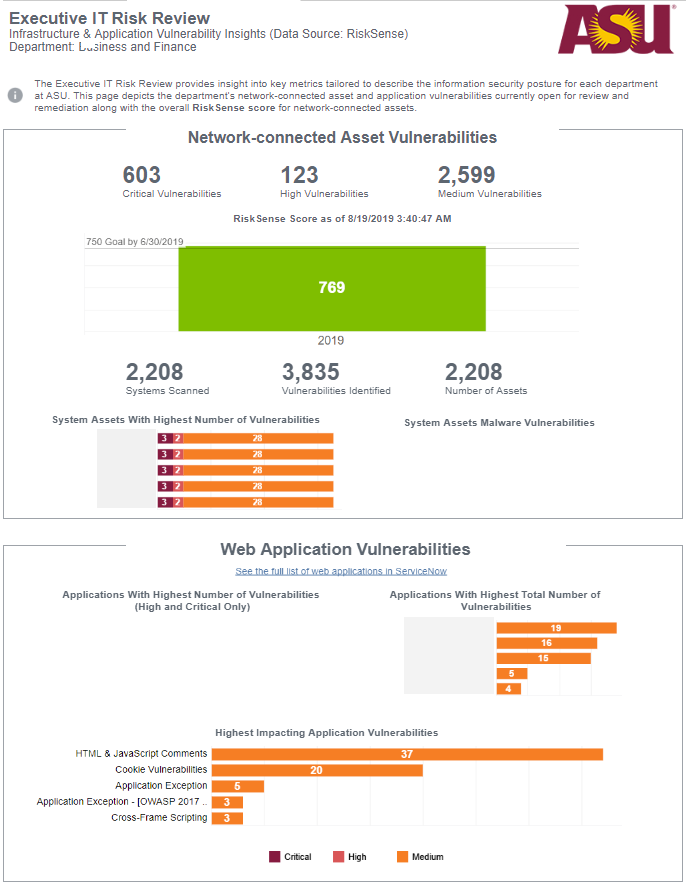 Executive IT Risk Review
Infrastructure & Application Vulnerability Insights (Data Source: RiskSense)
Department: Business and Finance
ASU
The Executive IT Risk Review provides insight into key metrics tailored to describe the information security posture for each department
at ASU. This page depicts the department's network-connected asset and application vulnerabilities currently open for review and
remediation along with the overall RiskSense score for network-connected assets.
Network-connected Asset Vulnerabilities
603 123 2,599
Critical Vulnerabilities High Vulnerabilities Medium Vulnerabilities
RiskSense Score as of 8/19/2019 3:40:47 AM
750 Goal by 6/30/2019
769
2019
2,208 3,835 2,208
Systems Scanned Vulnerabilities Identified Number of Assets
System Assets With Highest Number of Vulnerabilities
3 2 28
3 2 28
3 2 28
3 2 28
3 2 28
System Assets Malware Vulnerabilities
Web Application Vulnerabilities
See the full list of web applications in ServiceNow
Applications With Highest Number of Vulnerabilities
(High and Critical Only)
Applications With Highest Total Number of
Vulnerabilities
19
16
15
5
4
Highest Impacting Application Vulnerabilities
HTML & JavaScript Comments 37
Cookie Vulnerabilities 20
Application Exception 5
Application Exception - [OWASP 2017 .. 3
Cross-Frame Scripting 3
Critical High Medium